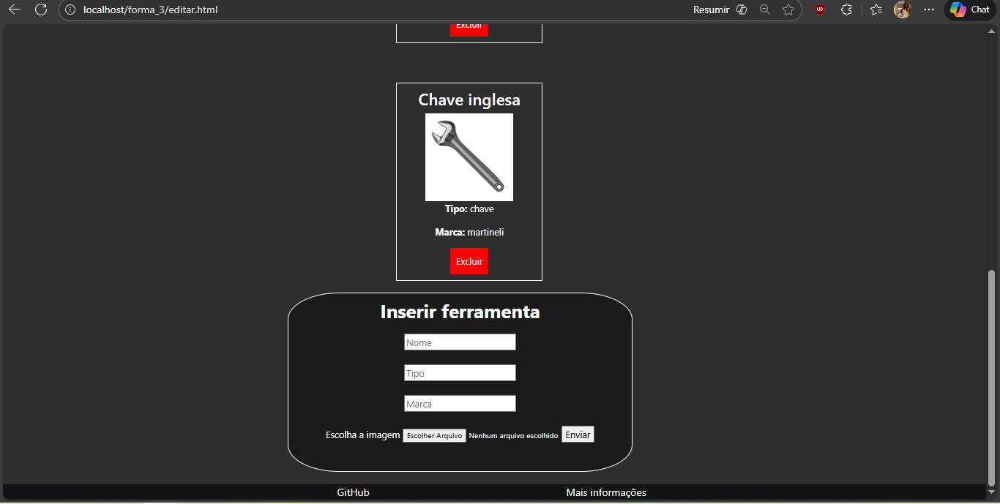 localhost/forma_3/editar.html Resumir Chat
Excluir
Chave inglesa
Tipo: chave
Marca: martineli
Excluir
Inserir ferramenta
Nome
Tipo
Marca
Escolha a imagem Escolher Arquivo Nenhum arquivo escolhido Enviar
GitHub Mais informações